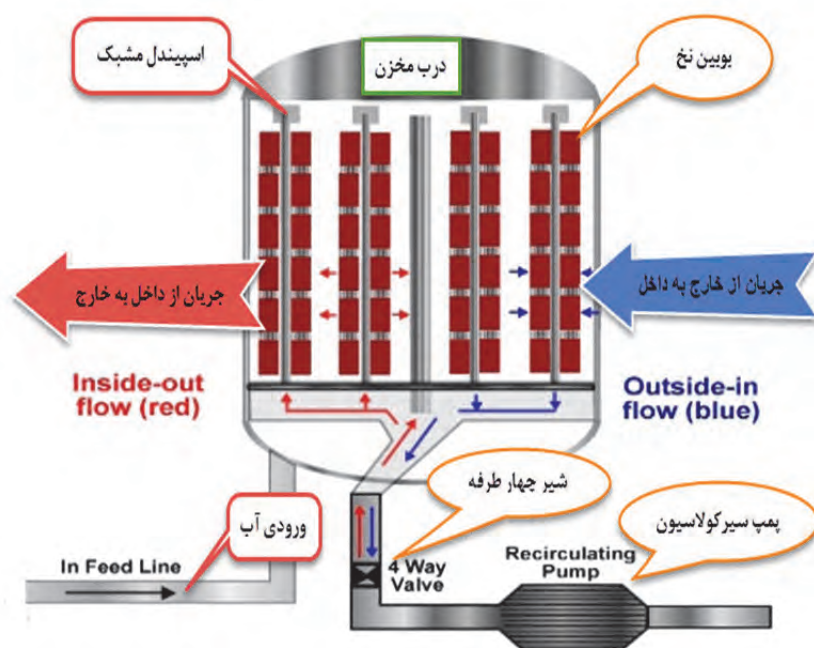 اسپیندل مشبک
درب مخزن
بوبین نخ
جریان از داخل به خارج
جریان از خارج به داخل
Inside-out
flow (red)
Outside-in
flow (blue)
شیر چهار طرفه
ورودی آب
پمپ سیرکولاسیون
In Feed Line
4 Way
Valve
Recirculating
Pump